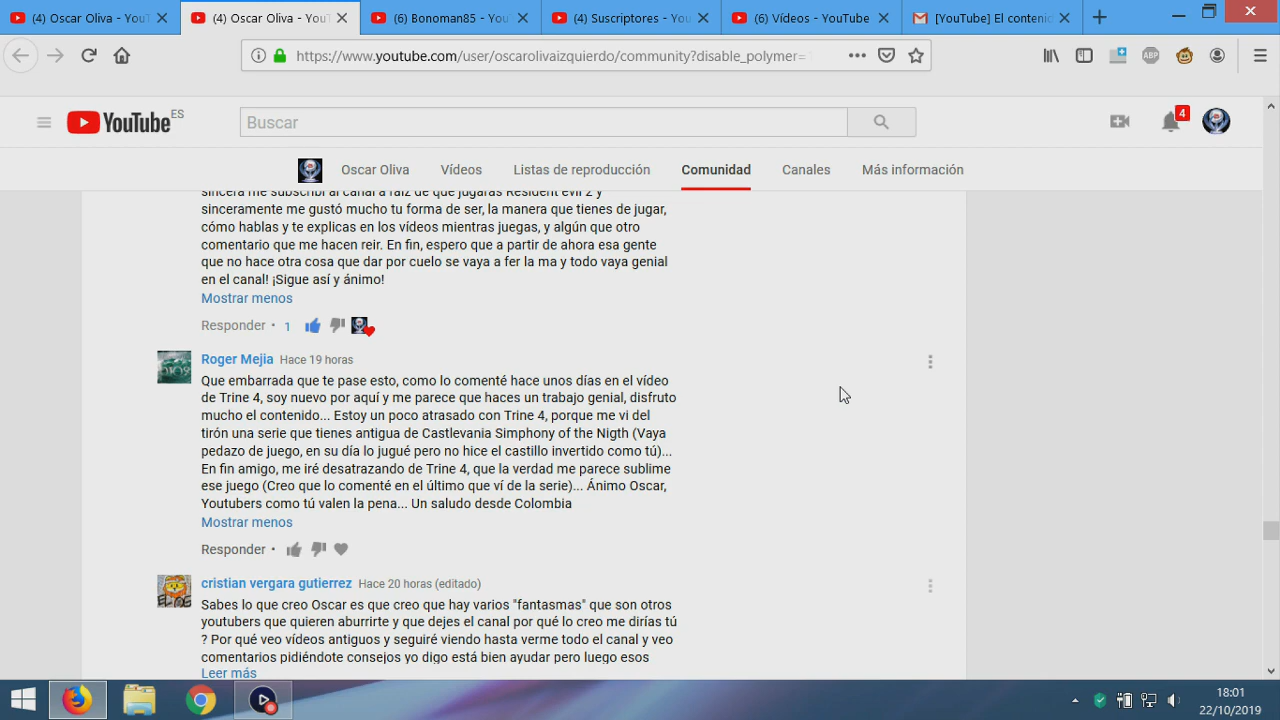 (4) Oscar Oliva - YouT
(4) Oscar Oliva - YouT
(6) Bonoman85 - You
(4) Suscriptores - You
(6) Vídeos - YouTube
[YouTube] El contenid
https://www.youtube.com/user/oscarolivaizquierdo/community?disable_polymer=
ABP
YouTube ES
Buscar
4
Oscar Oliva
Vídeos
Listas de reproducción
Comunidad
Canales
Más información
sincera me subscribí al canal a raíz de que jugaras Resident evil 2 y
sinceramente me gustó mucho tu forma de ser, la manera que tienes de jugar,
cómo hablas y te explicas en los vídeos mientras juegas, y algún que otro
comentario que me hacen reir. En fin, espero que a partir de ahora esa gente
que no hace otra cosa que dar por cuelo se vaya a fer la ma y todo vaya genial
en el canal! ¡Sigue así y ánimo!
Mostrar menos
Responder • 1
Roger Mejia Hace 19 horas
Que embarrada que te pase esto, como lo comenté hace unos días en el vídeo
de Trine 4, soy nuevo por aquí y me parece que haces un trabajo genial, disfruto
mucho el contenido... Estoy un poco atrasado con Trine 4, porque me vi del
tirón una serie que tienes antigua de Castlevania Simphony of the Nigth (Vaya
pedazo de juego, en su día lo jugué pero no hice el castillo invertido como tú)...
En fin amigo, me iré desatrazando de Trine 4, que la verdad me parece sublime
ese juego (Creo que lo comenté en el último que ví de la serie)... Ánimo Oscar,
Youtubers como tú valen la pena... Un saludo desde Colombia
Mostrar menos
Responder •
cristian vergara gutierrez Hace 20 horas (editado)
Sabes lo que creo Oscar es que creo que hay varios "fantasmas" que son otros
youtubers que quieren aburrirte y que dejes el canal por qué lo creo me dirías tú
? Por qué veo vídeos antiguos y seguiré viendo hasta verme todo el canal y veo
comentarios pidiéndote consejos yo digo está bien ayudar pero luego esos
Leer más
18:01
22/10/2019